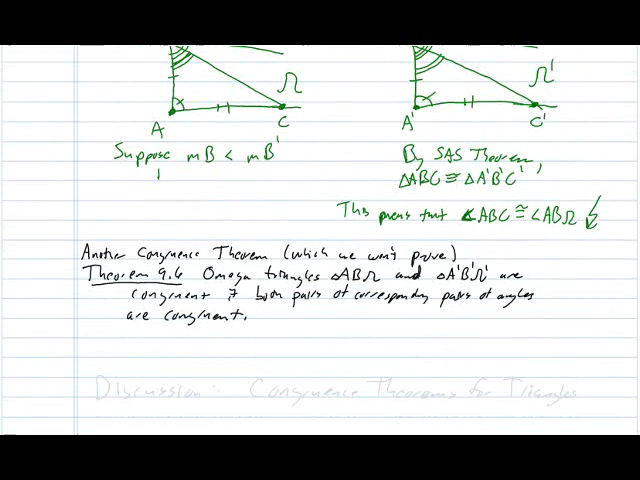 Ω Ω'
A C A' C'
Suppose mB < mB'
By SAS Theorem,
△ABC ≅ △A'B'C'
This means that ∠ABC ≅ ∠ABΩ
Another Congruence Theorem (which we won't prove)
Theorem 9.6 Omega triangles △ABΩ and △A'B'Ω' are
congruent if both pairs of corresponding pairs of angles
are congruent.
Discussion: Congruence Theorems for Triangles